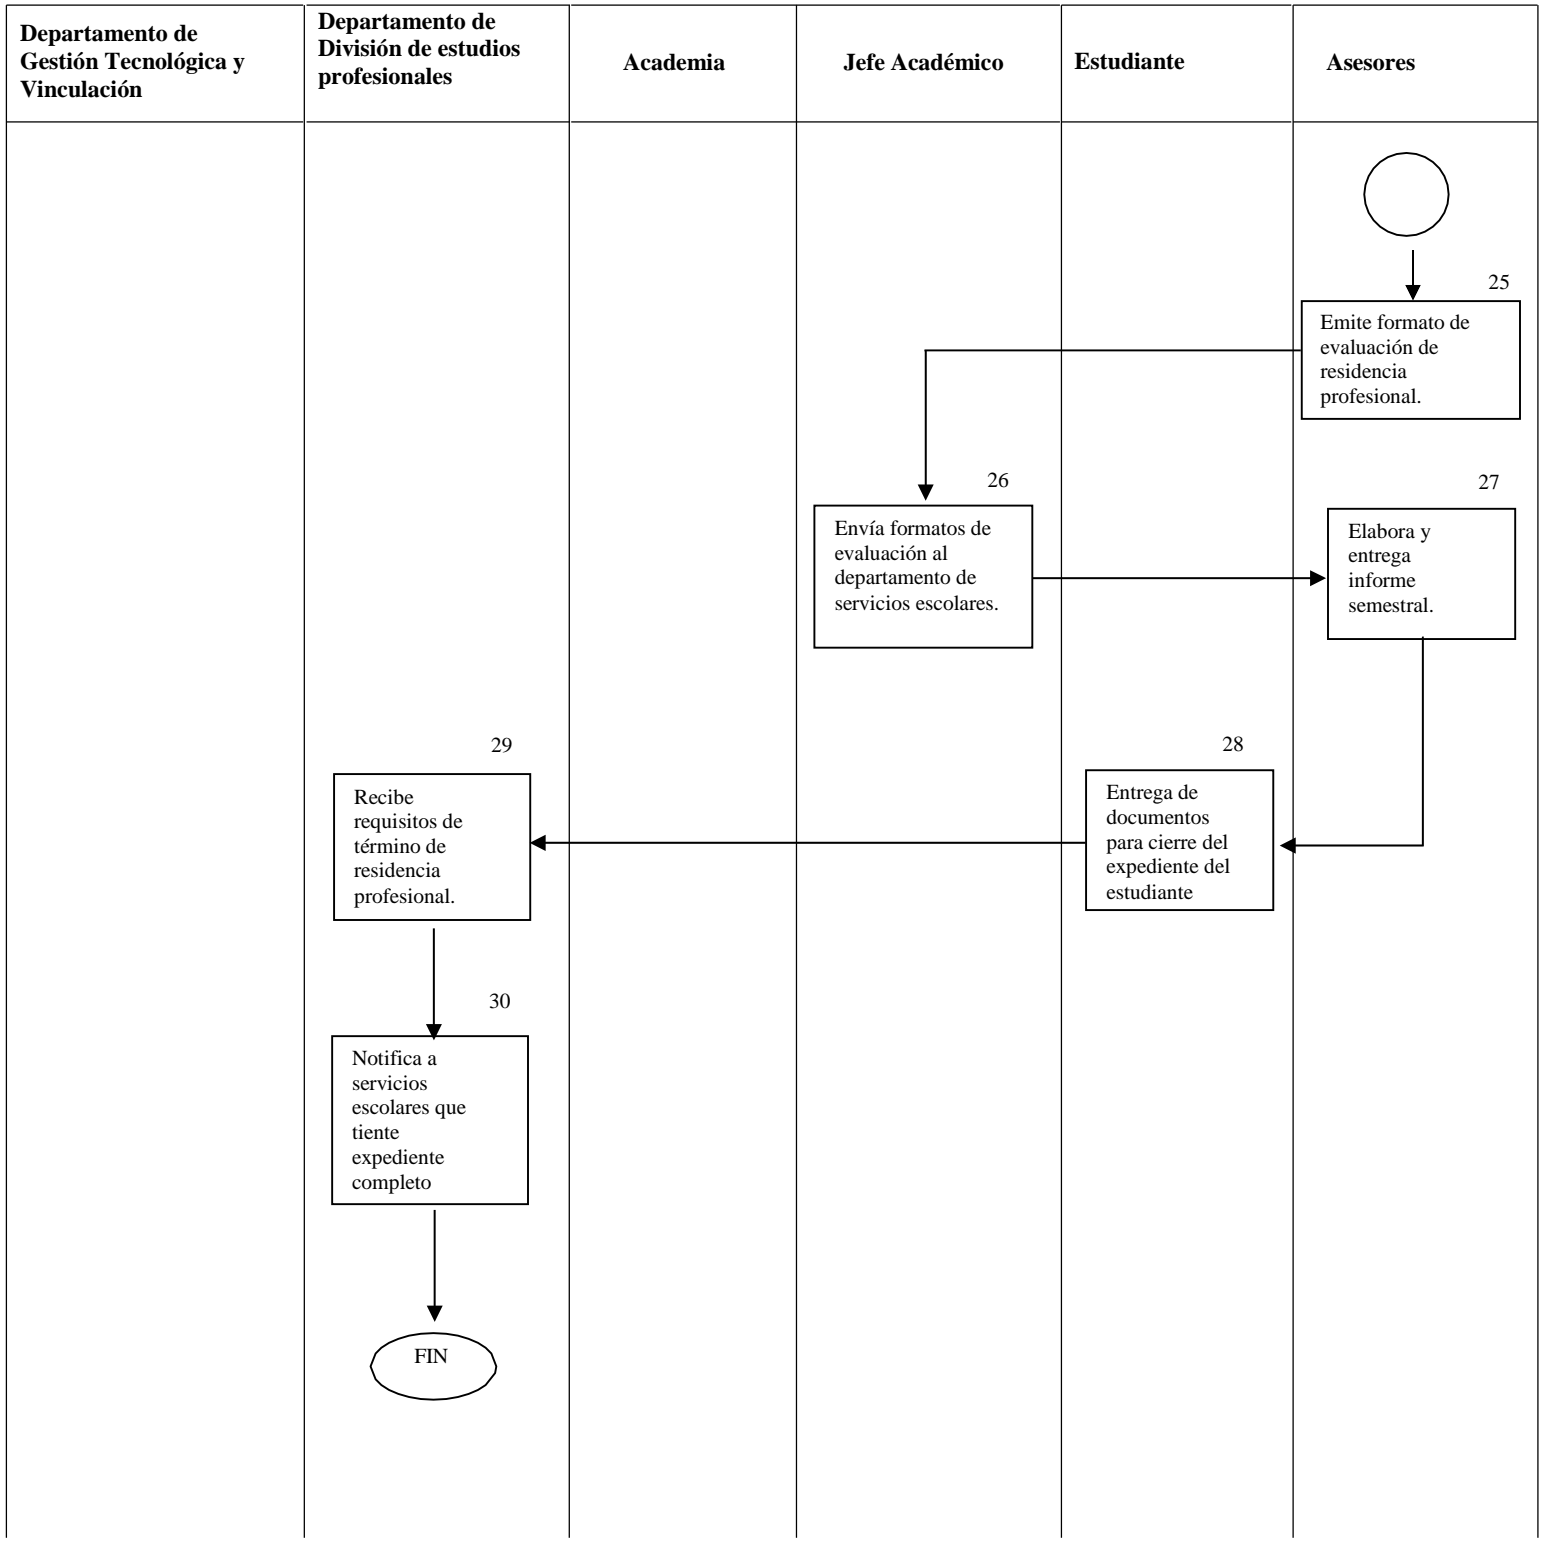 Departamento de
Gestión Tecnológica y
Vinculación
Departamento de
División de estudios
profesionales
Academia
Jefe Académico
Estudiante
Asesores
25
Emite formato de
evaluación de
residencia
profesional.
26
Envía formatos de
evaluación al
departamento de
servicios escolares.
27
Elabora y
entrega
informe
semestral.
28
Entrega de
documentos
para cierre del
expediente del
estudiante
29
Recibe
requisitos de
término de
residencia
profesional.
30
Notifica a
servicios
escolares que
tiente
expediente
completo
FIN